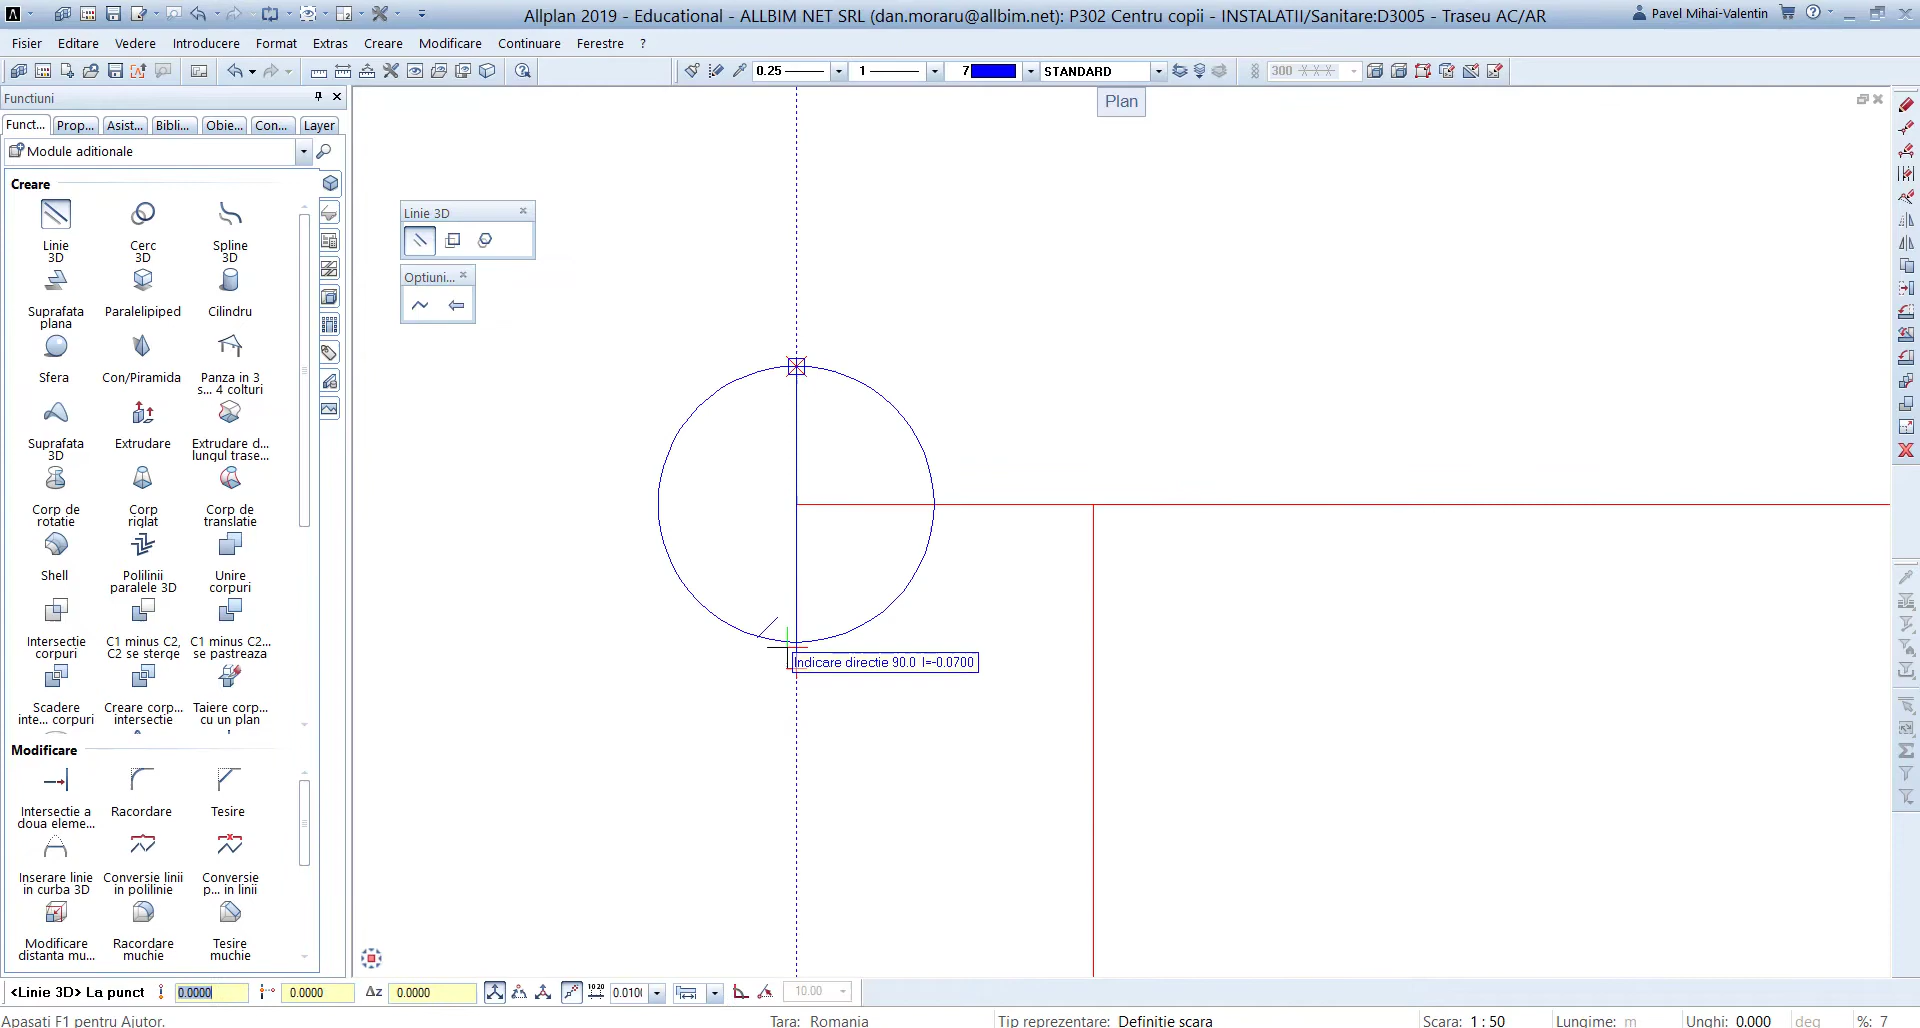 Allplan 2019 - Educational - ALLBIM NET SRL (dan.moraru@allbim.net): P302 Centru copii - INSTALATII/Sanitare:D3005 - Traseu AC/AR
Pavel Mihai-Valentin
Fisier Editare Vedere Introducere Format Extras Creare Modificare Continuare Ferestre ?
0.25 1 7 STANDARD 300
Functiuni
Plan
Funct... Prop... Asist... Bibli... Obie... Con... Layer
Module aditionale
Creare
Linie 3D
Cerc 3D
Spline 3D
Suprafata plana
Paralelipiped
Cilindru
Sfera
Con/Piramida
Panza in 3 s... 4 colturi
Suprafata 3D
Extrudare
Extrudare d... lungul trase...
Corp de rotatie
Corp riglat
Corp de translatie
Shell
Polilinii paralele 3D
Unire corpuri
Intersectie corpuri
C1 minus C2, C2 se sterge
C1 minus C2... se pastreaza
Scadere inte... corpuri
Creare corp... intersectie
Taiere corp... cu un plan
Modificare
Intersectie a doua eleme...
Racordare
Tesire
Inserare linie in curba 3D
Conversie linii in polilinie
Conversie p... in linii
Modificare distanta mu...
Racordare muchie
Tesire muchie
Linie 3D
Optiuni...
Indicare directie 90.0 l=-0.0700
<Linie 3D> La punct 0.0000 0.0000 Δz 0.0000 10 20 0.010 10.00
Apasati F1 pentru Ajutor. Tara: Romania Tip reprezentare: Definitie scara Scara: 1 : 50 Lungime: m Unghi: 0.000 deg %: 7